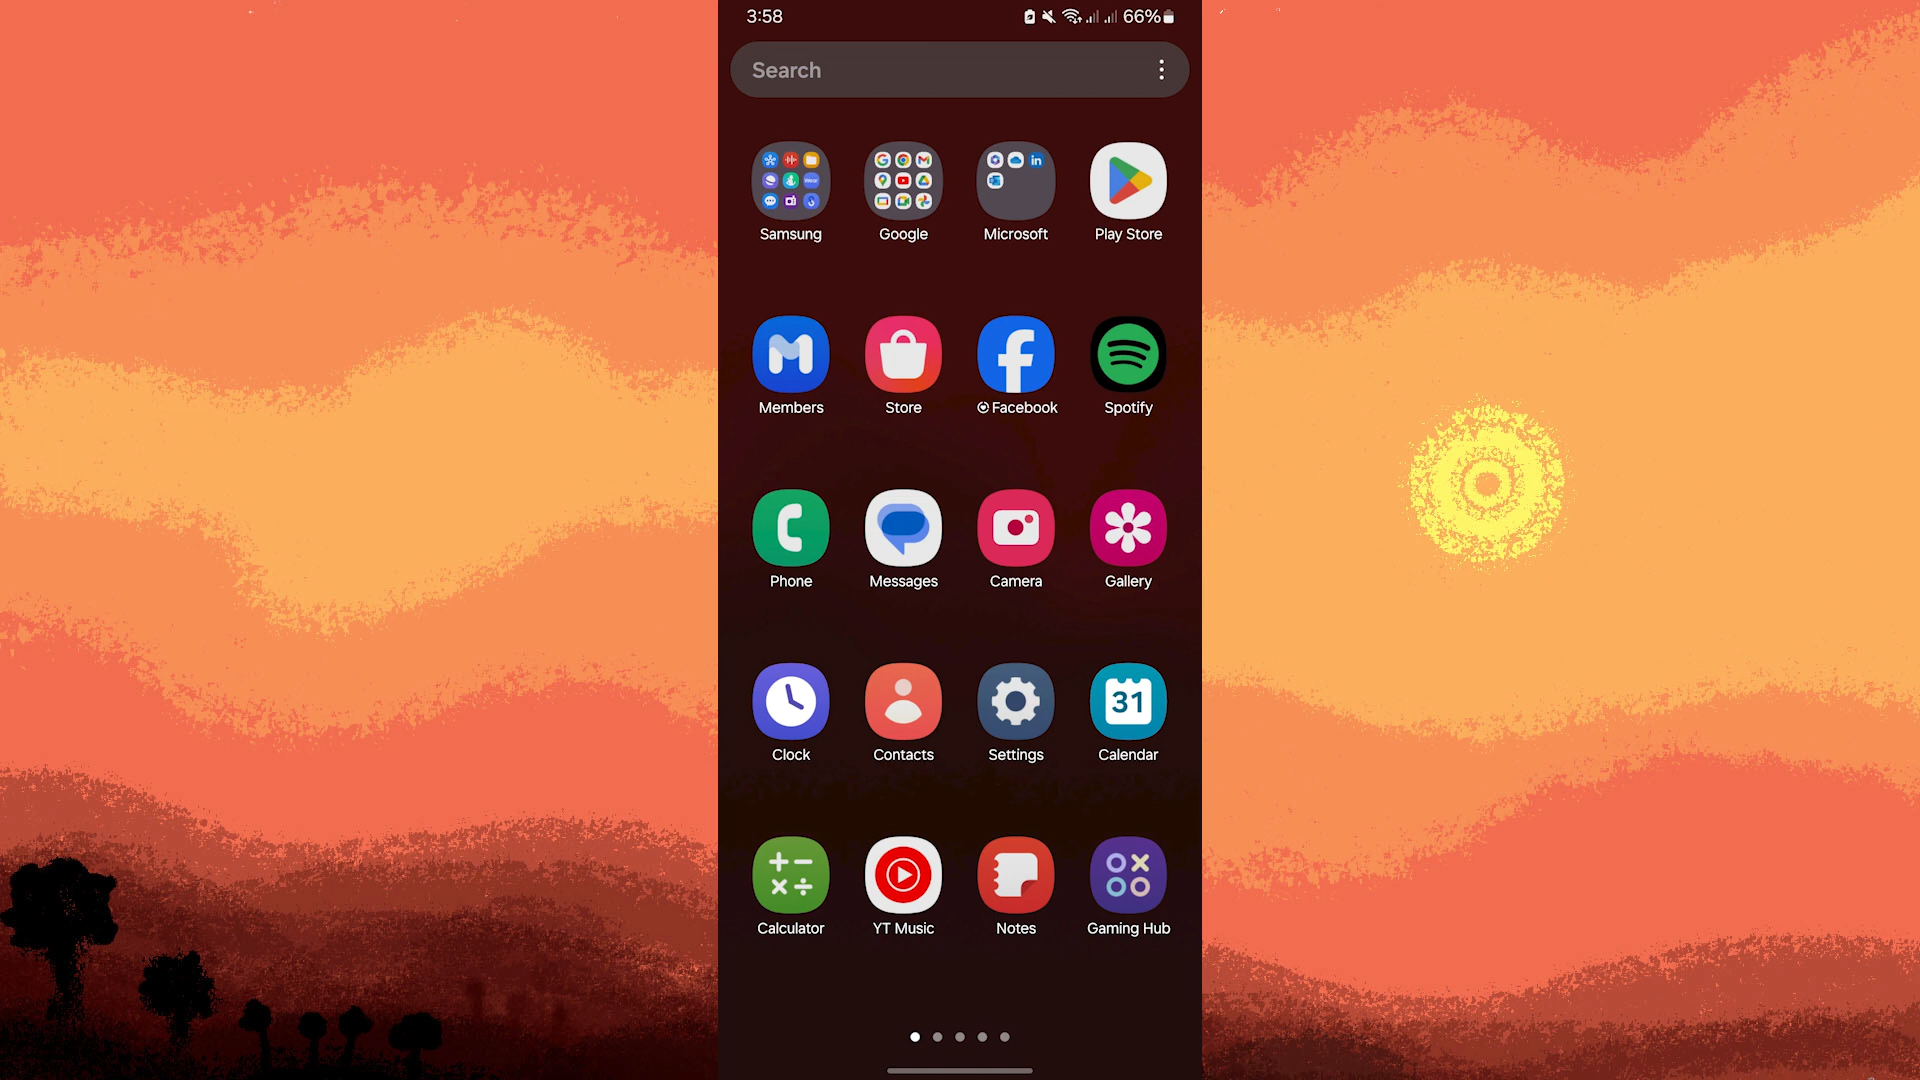 3:58
66%
Search
Samsung
Google
Microsoft
Play Store
Members
Store
Facebook
Spotify
Phone
Messages
Camera
Gallery
Clock
Contacts
Settings
31
Calendar
Calculator
YT Music
Notes
Gaming Hub